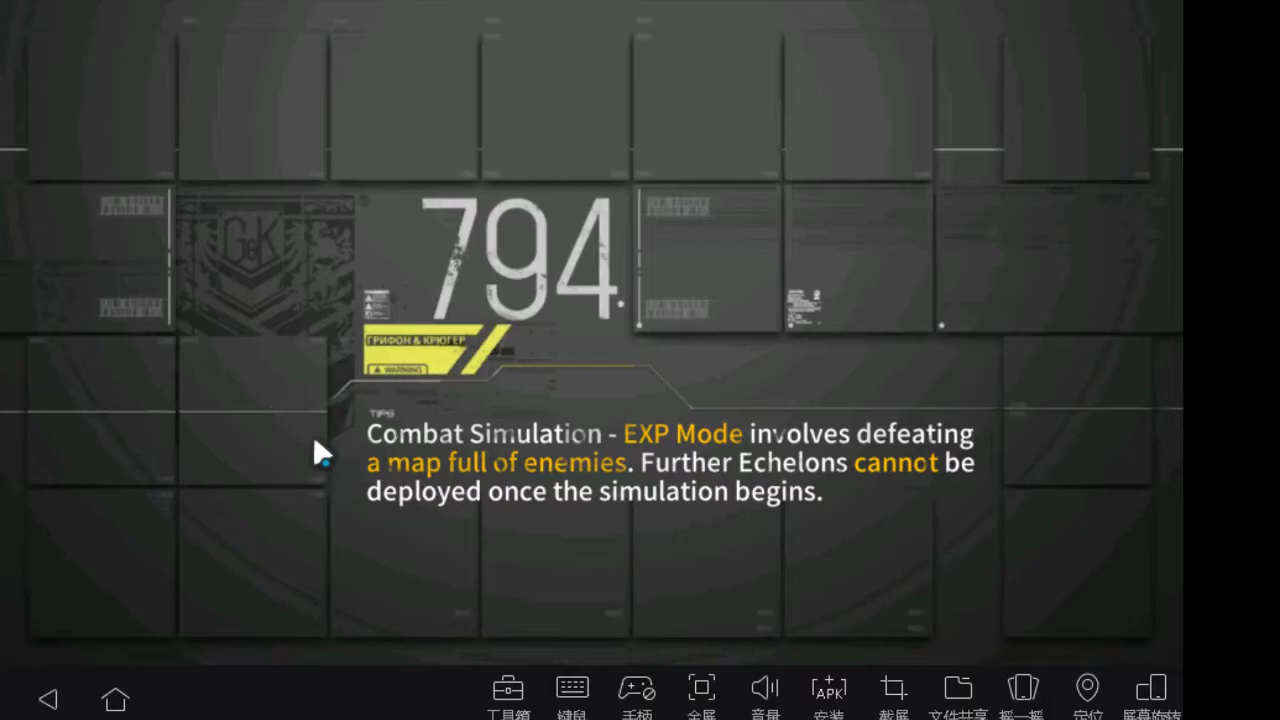 G&K
794.
ГРИФОН & КРЮГЕР
WARNING
TIPS
Combat Simulation - EXP Mode involves defeating
a map full of enemies. Further Echelons cannot be
deployed once the simulation begins.
APK
工具箱 键鼠 手柄 全屏 音量 安装 截屏 文件共享 摇一摇 定位 屏幕旋转